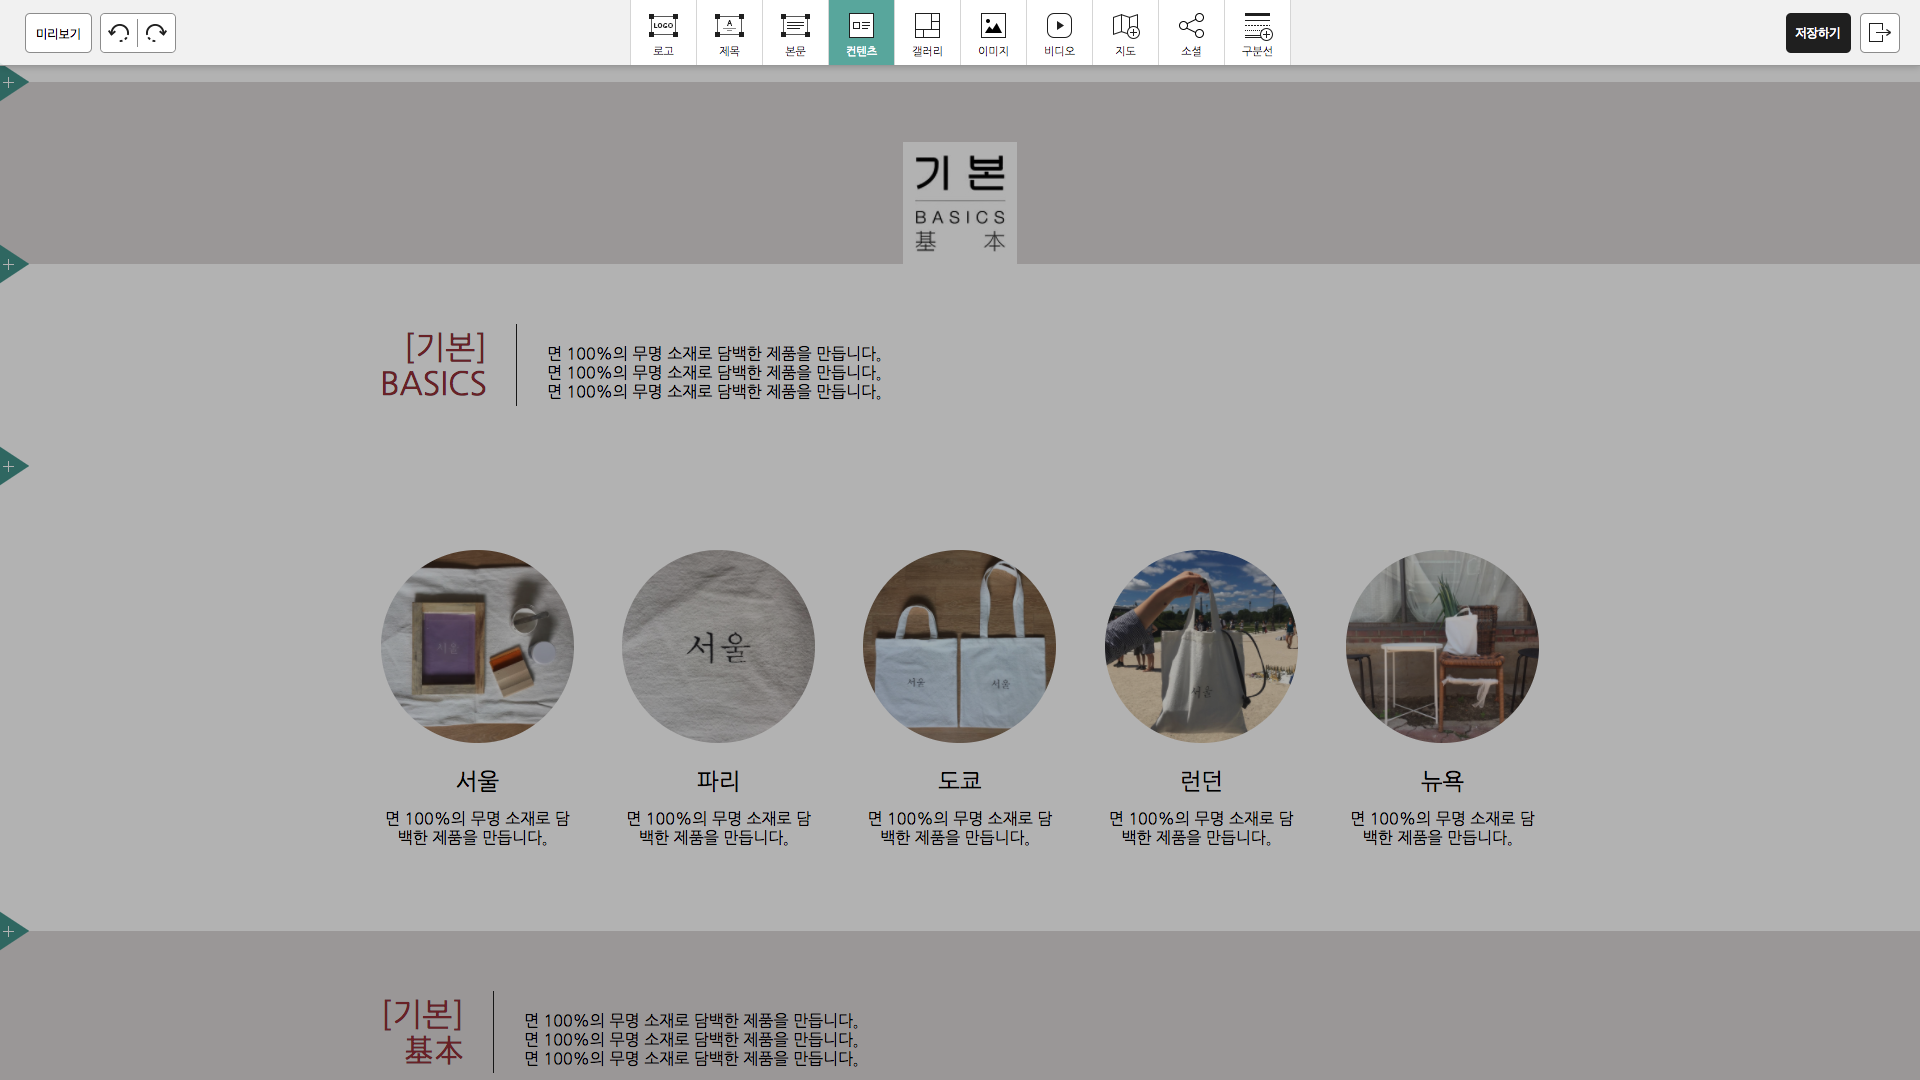 미리보기
LOGO
로고
A
제목
본문
컨텐츠
갤러리
이미지
비디오
지도
소셜
구분선
저장하기
기 본
BASICS
基 本
[기본]
BASICS
면 100%의 무명 소재로 담백한 제품을 만듭니다.
면 100%의 무명 소재로 담백한 제품을 만듭니다.
면 100%의 무명 소재로 담백한 제품을 만듭니다.
서울
서울
서울
서울
서울
서울
면 100%의 무명 소재로 담
백한 제품을 만듭니다.
파리
면 100%의 무명 소재로 담
백한 제품을 만듭니다.
도쿄
면 100%의 무명 소재로 담
백한 제품을 만듭니다.
런던
면 100%의 무명 소재로 담
백한 제품을 만듭니다.
뉴욕
면 100%의 무명 소재로 담
백한 제품을 만듭니다.
[기본]
基本
면 100%의 무명 소재로 담백한 제품을 만듭니다.
면 100%의 무명 소재로 담백한 제품을 만듭니다.
면 100%의 무명 소재로 담백한 제품을 만듭니다.